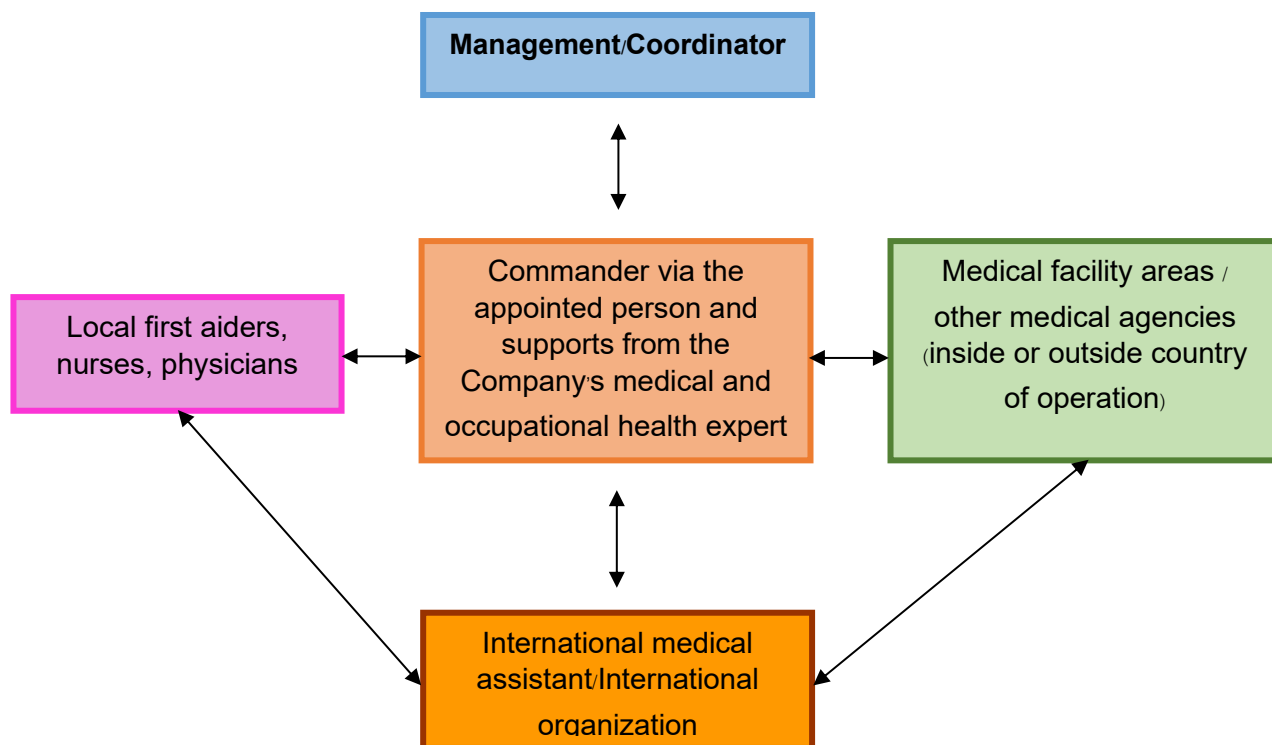 Management/Coordinator
Commander via the
appointed person and
supports from the
Company's medical and
occupational health expert
Medical facility areas /
other medical agencies
(inside or outside country
of operation)
Local first aiders,
nurses, physicians
International medical
assistant/International
organization